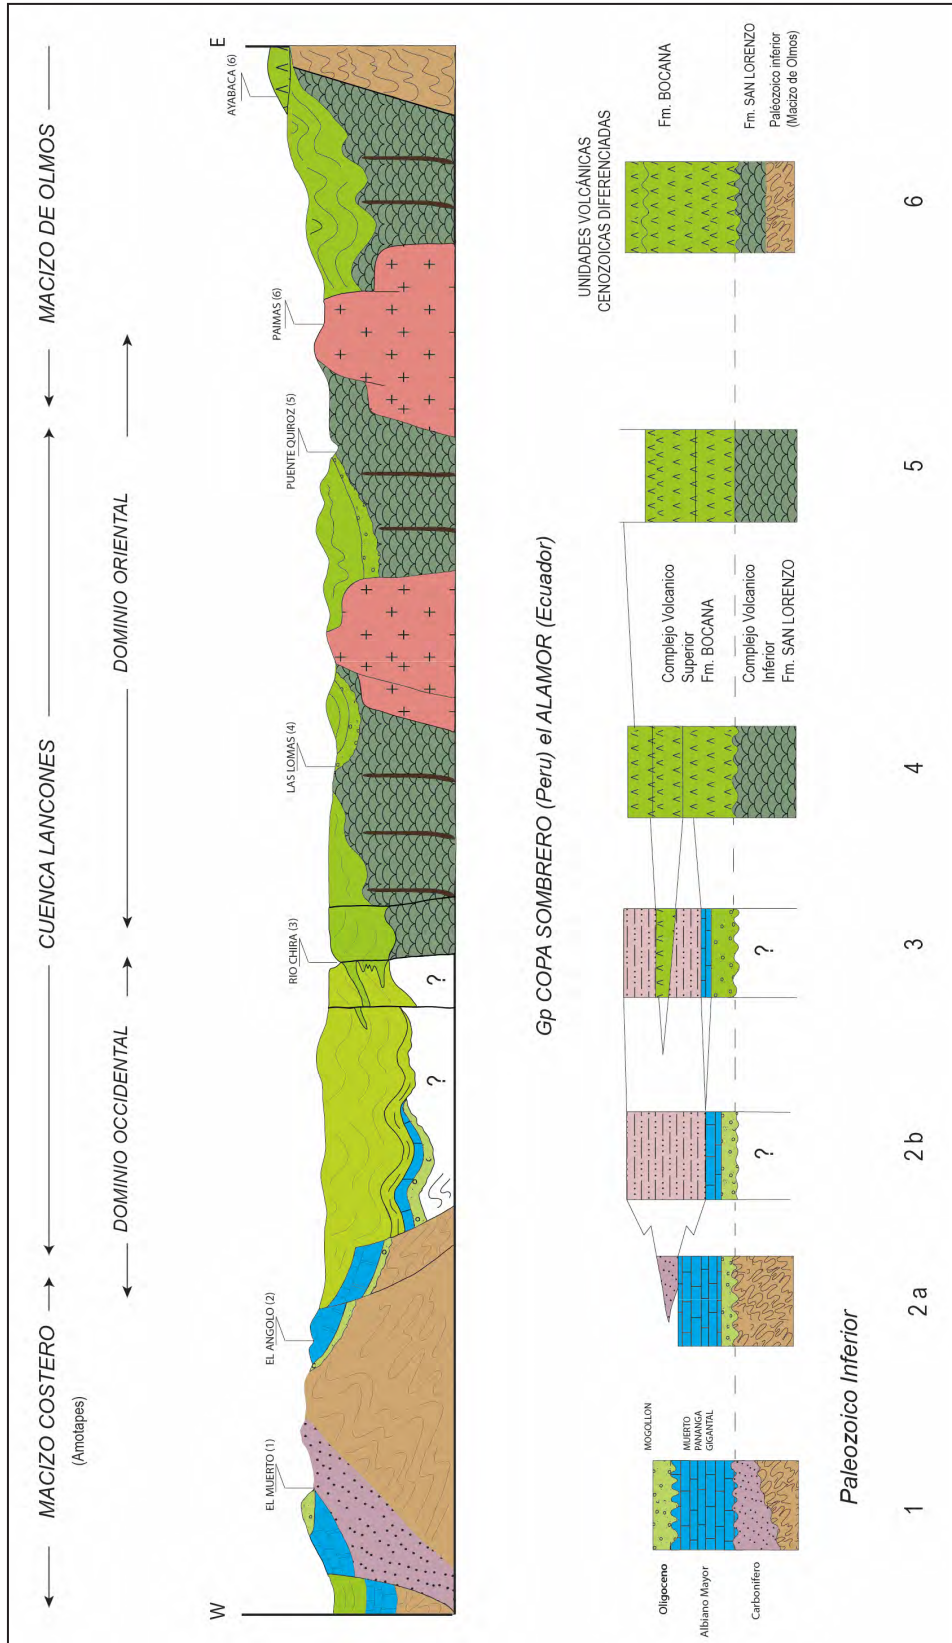 MACIZO COSTERO
(Amotapes)
CUENCA LANCONES
MACIZO DE OLMOS
DOMINIO OCCIDENTAL
DOMINIO ORIENTAL
W
E
EL MUERTO (1)
EL ANGOLO (2)
RIO CHIRA (3)
LAS LOMAS (4)
PUENTE QUIROZ (5)
PAIMAS (6)
AYABACA (6)
?
?
Gp COPA SOMBRERO (Peru) el ALAMOR (Ecuador)
UNIDADES VOLCÁNICAS
CENOZOICAS DIFERENCIADAS
Oligoceno
Albiano Mayor
Carbonífero
MOGOLLON
MUERTO
PANANGA
GIGANTAL
?
?
Complejo Volcanico
Superior
Fm. BOCANA
Complejo Volcanico
Inferior
Fm. SAN LORENZO
Fm. BOCANA
Fm. SAN LORENZO
Paléozoico inferior
(Macizo de Olmos)
Paleozoico Inferior
1
2 a
2 b
3
4
5
6